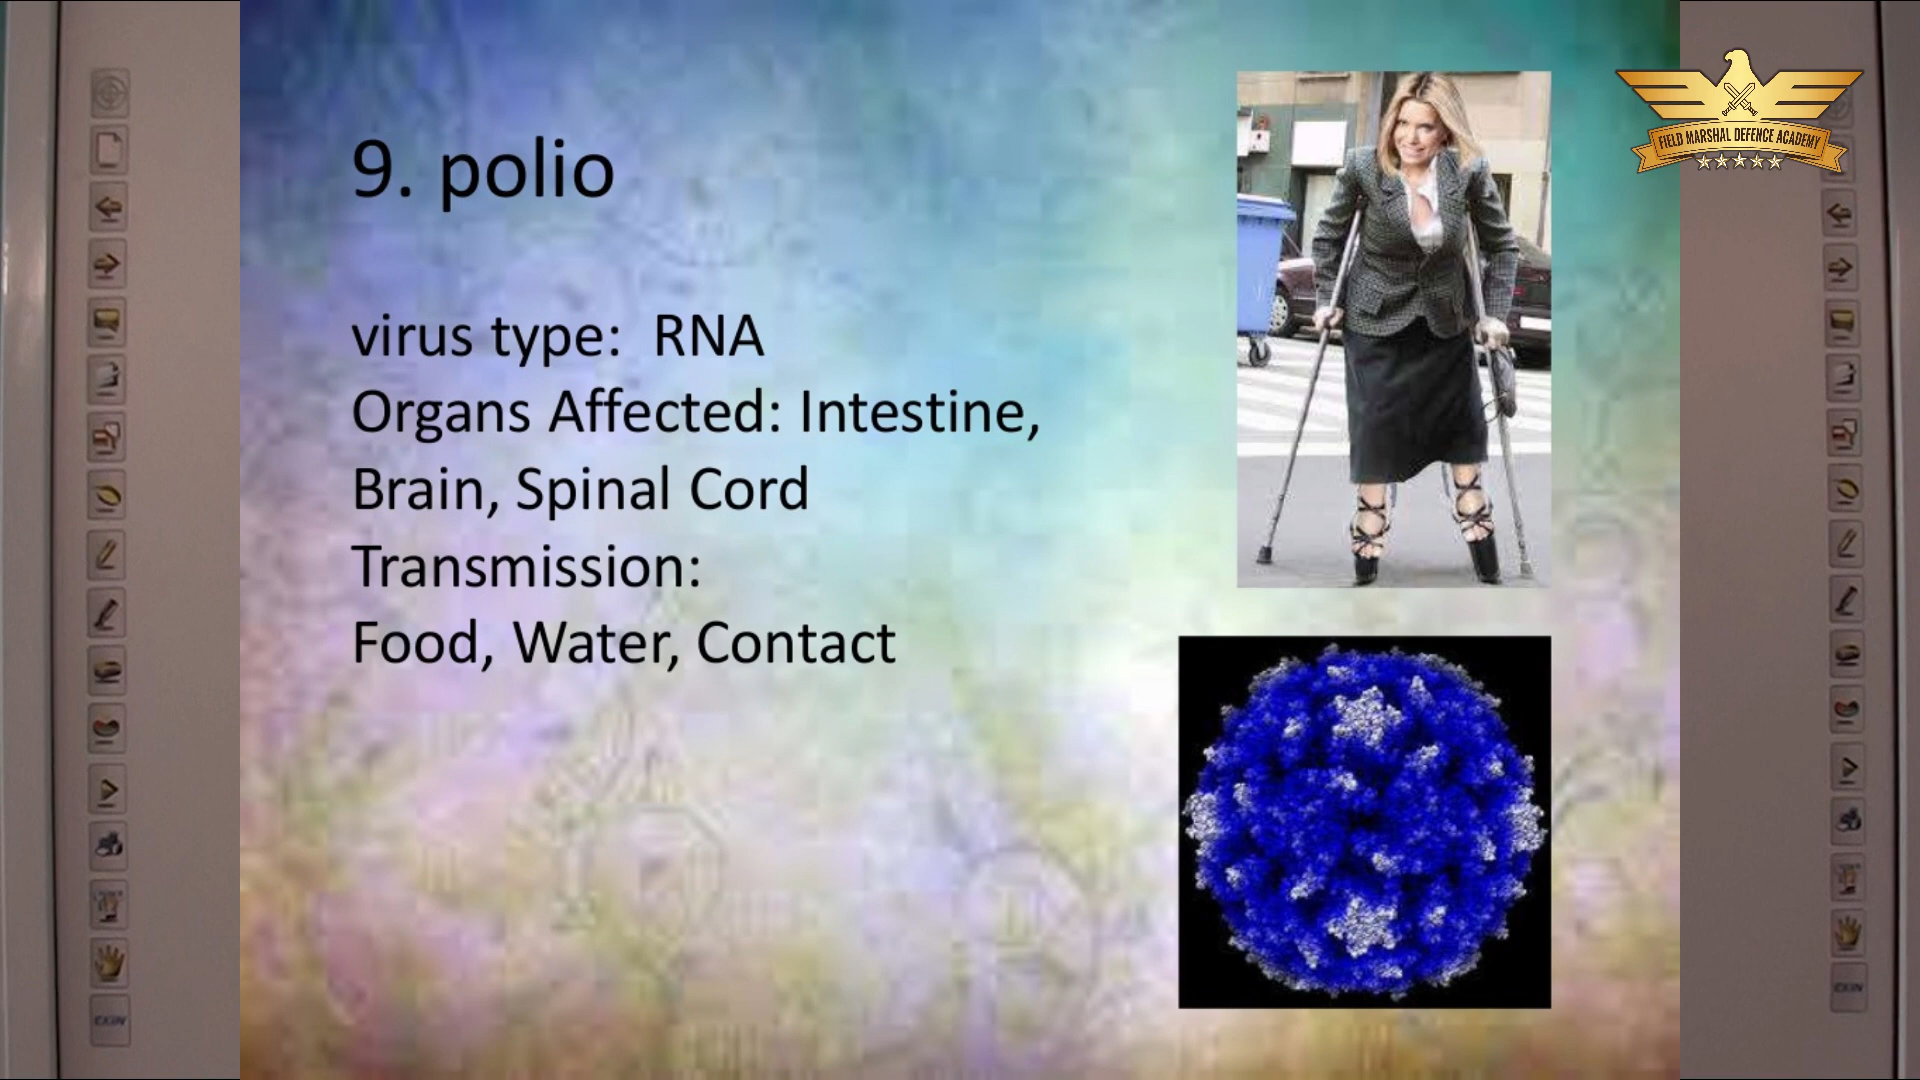 9. polio
virus type: RNA
Organs Affected: Intestine,
Brain, Spinal Cord
Transmission:
Food, Water, Contact
FIELD MARSHAL DEFENCE ACADEMY